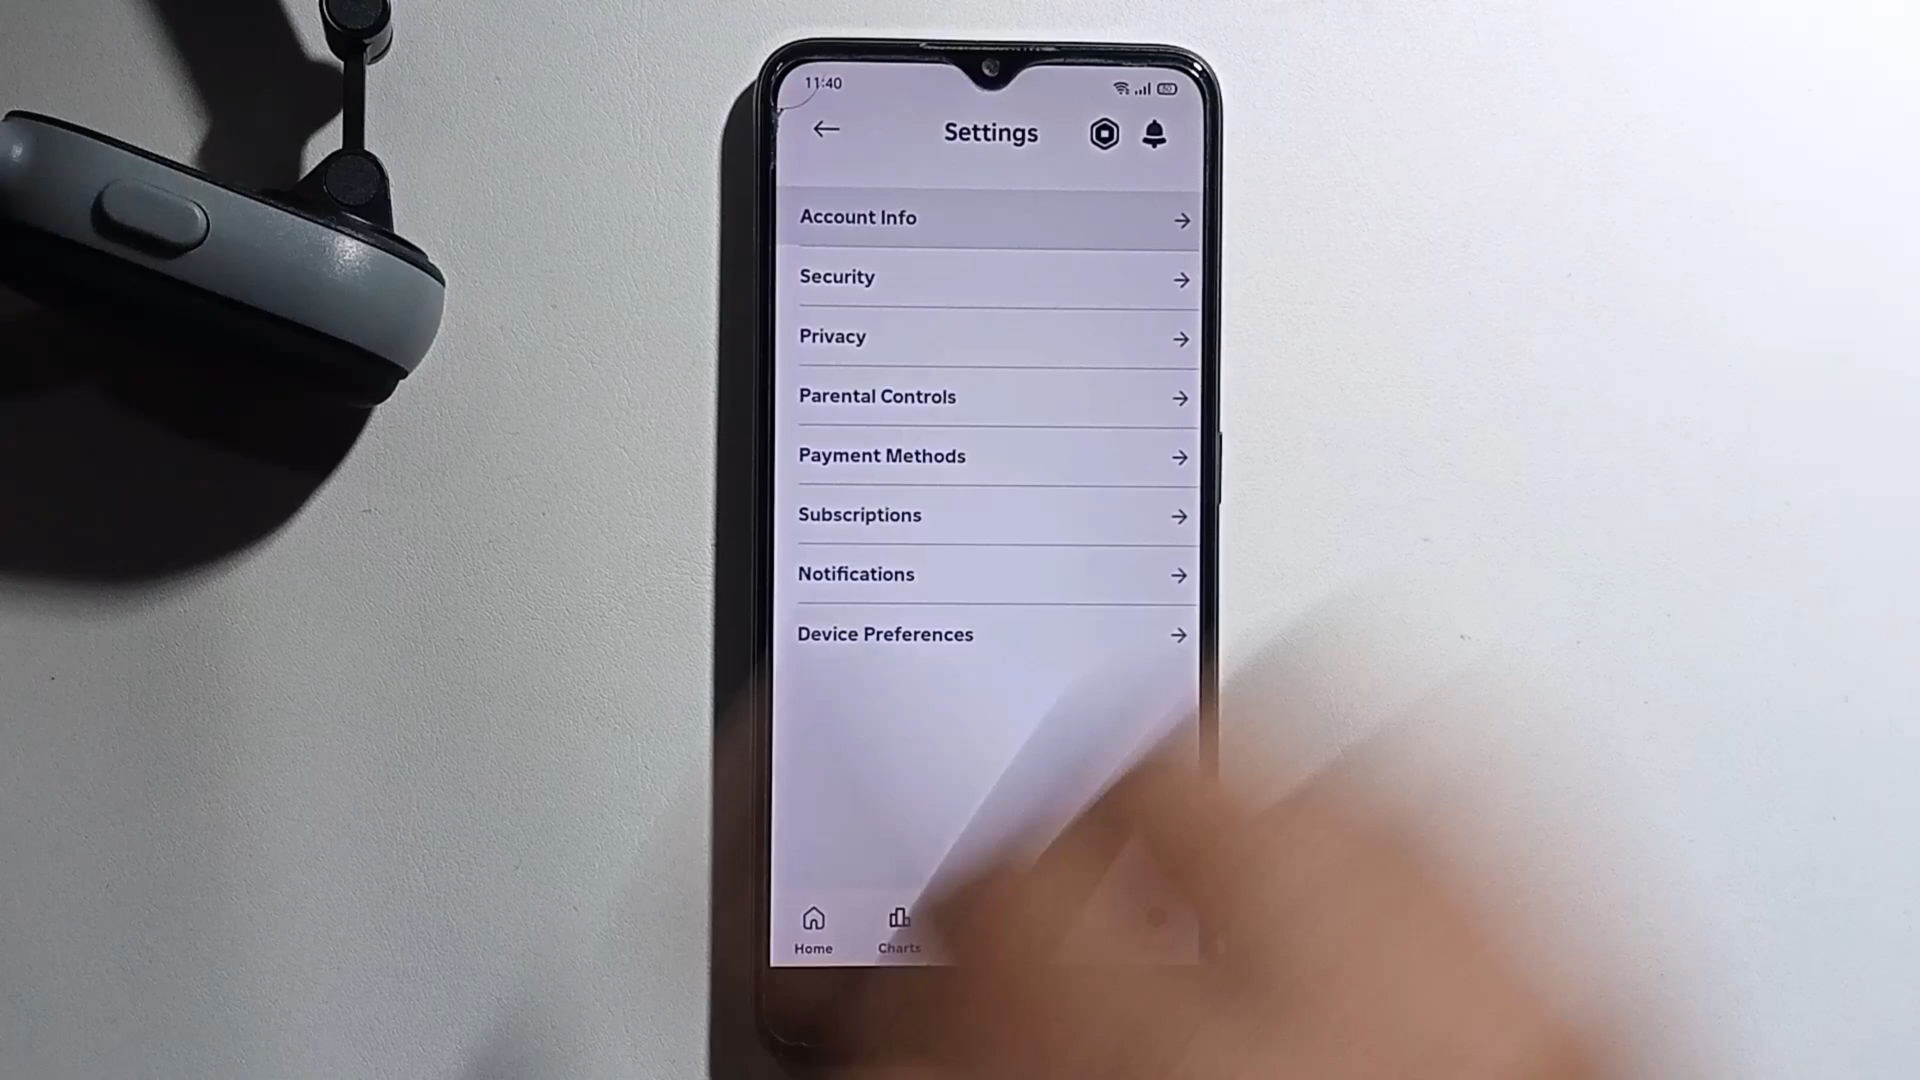 11:40
Settings
Account Info
Security
Privacy
Parental Controls
Payment Methods
Subscriptions
Notifications
Device Preferences
Home
Charts